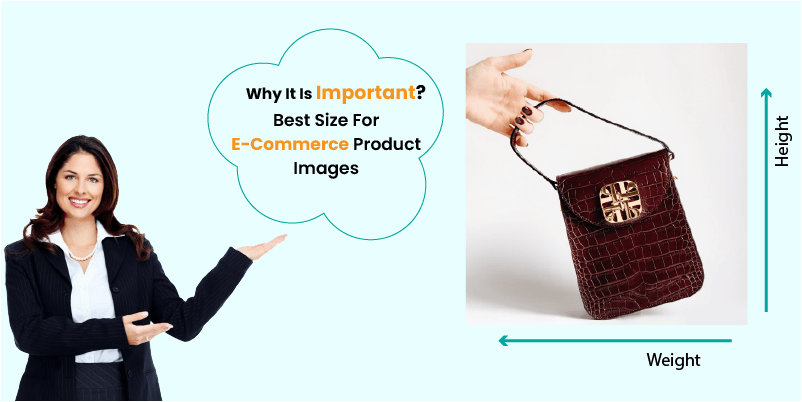 Why It Is Important?
Best Size For
E-Commerce Product
Images
Height
Weight